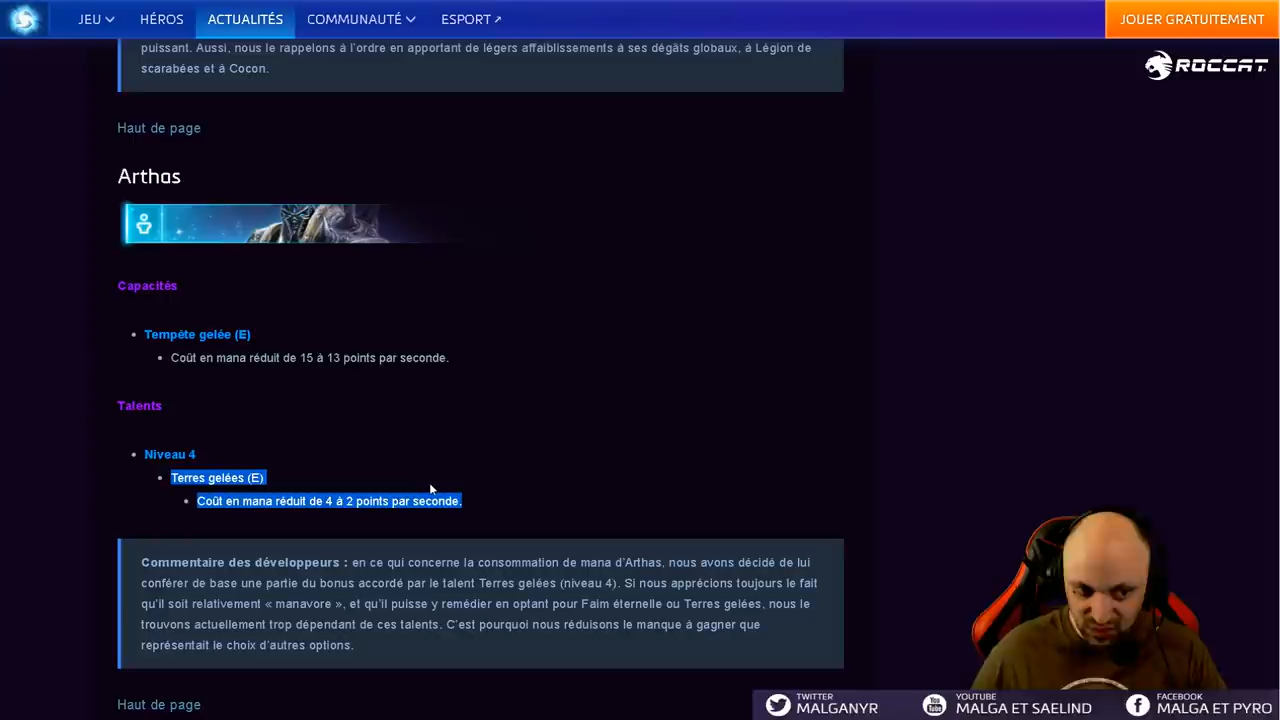 JEU HÉROS ACTUALITÉS COMMUNAUTÉ ESPORT JOUER GRATUITEMENT
puissant. Aussi, nous le rappelons à l'ordre en apportant de légers affaiblissements à ses dégâts globaux, à Légion de
scarabées et à Cocon.
ROCCAT
Haut de page
Arthas
Capacités
Tempête gelée (E)
Coût en mana réduit de 15 à 13 points par seconde.
Talents
Niveau 4
Terres gelées (E)
Coût en mana réduit de 4 à 2 points par seconde.
Commentaire des développeurs : en ce qui concerne la consommation de mana d'Arthas, nous avons décidé de lui
conférer de base une partie du bonus accordé par le talent Terres gelées (niveau 4). Si nous apprécions toujours le fait
qu'il soit relativement « manavore », et qu'il puisse y remédier en optant pour Faim éternelle ou Terres gelées, nous le
trouvons actuellement trop dépendant de ces talents. C'est pourquoi nous réduisons le manque à gagner que
représentait le choix d'autres options.
Haut de page
TWITTER
MALGANYR
YOUTUBE
MALGA ET SAELIND
FACEBOOK
MALGA ET PYRO